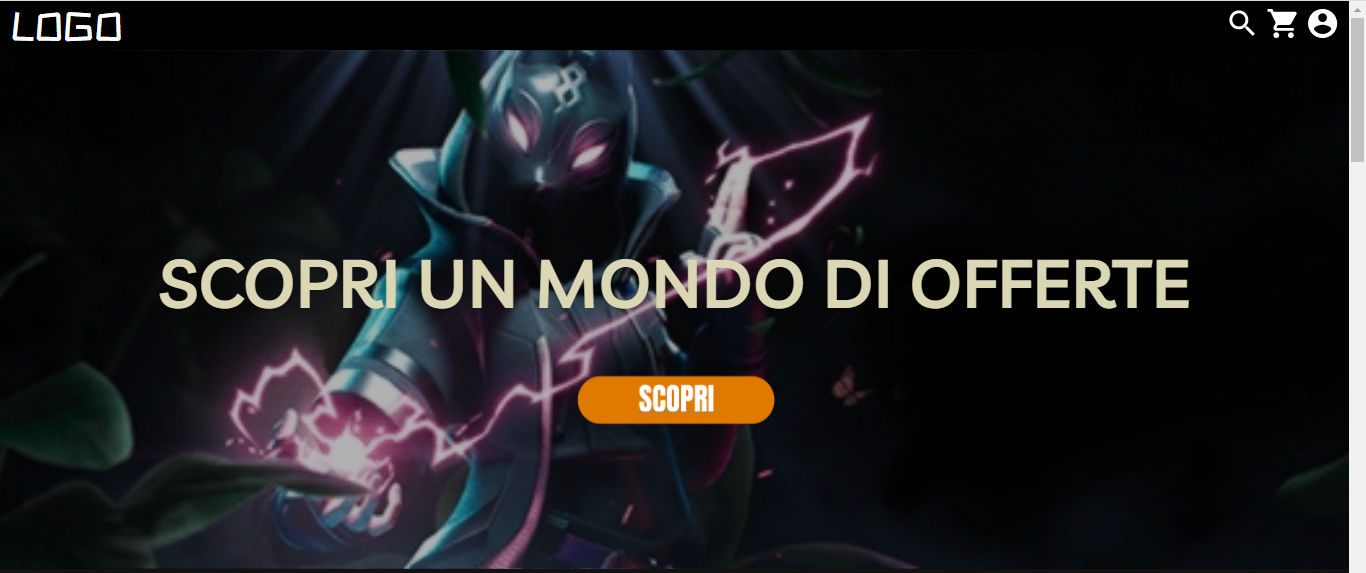 LOGO
SCOPRI UN MONDO DI OFFERTE
SCOPRI